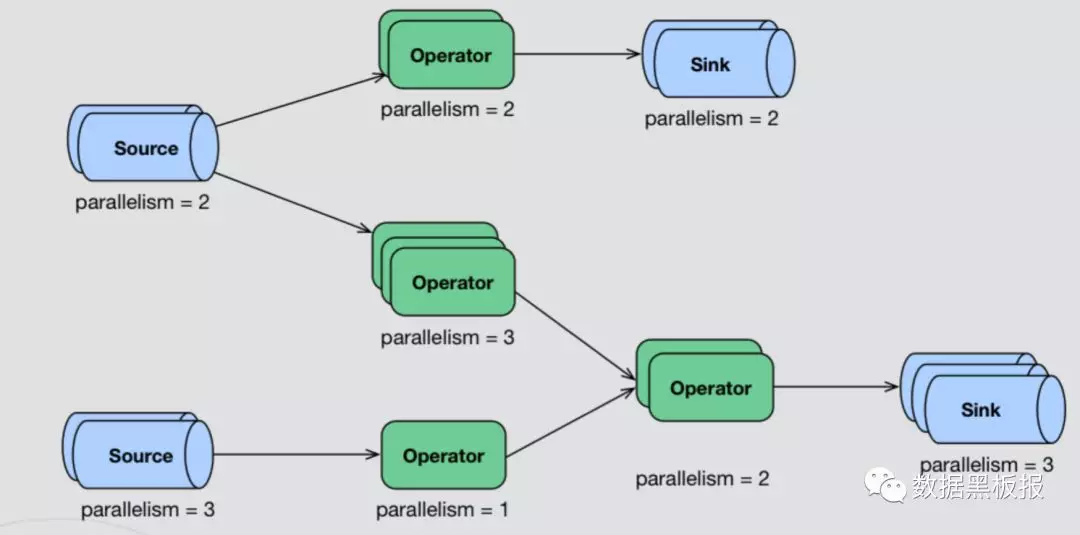 Operator
parallelism = 2
Sink
parallelism = 2
Source
parallelism = 2
Operator
parallelism = 3
Operator
parallelism = 2
Sink
parallelism = 3
Source
parallelism = 3
Operator
parallelism = 1
数据黑板报